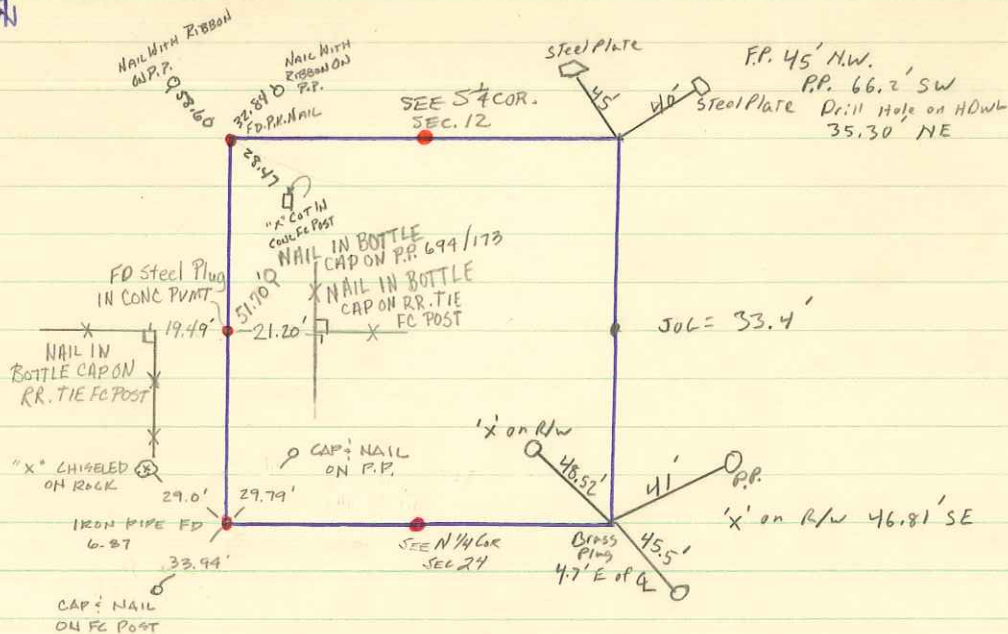 N
NAIL WITH RIBBON
ON P.P.
58.60
NAIL WITH
RIBBON ON
P.P.
32.84
FD. P.K. NAIL
28.47
"X" CUT IN
CONC FC POST
SEE S 1/4 COR.
SEC. 12
Steel Plate
45'
40'
Steel Plate
F.P. 45' N.W.
P.P. 66.2' SW
Drill Hole on HDWL
35.30' NE
NAIL IN BOTTLE
CAP ON P.P. 694/173
51.70'
FD Steel Plug
IN CONC PVMT
NAIL IN BOTTLE
CAP ON RR. TIE
FC POST
19.49'
21.20'
JOG = 33.4'
NAIL IN
BOTTLE CAP ON
RR. TIE FC POST
"X" CHISELED
ON ROCK
29.0'
CAP & NAIL
ON P.P.
29.79'
IRON PIPE FD
6-87
33.94'
CAP & NAIL
ON FC POST
SEE N 1/4 COR
SEC 24
'X' on R/W
48.52'
41'
P.P.
'X' on R/W 46.81' SE
Brass
Plug
4.7' E of CL
45.5'